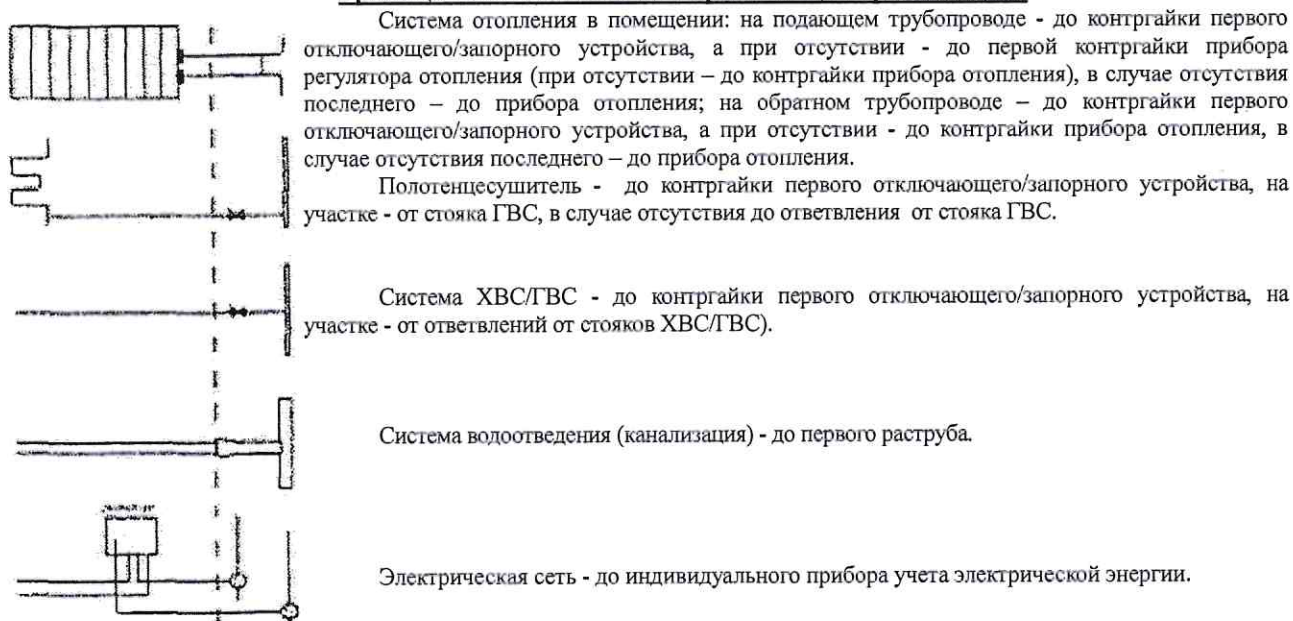 Система отопления в помещении: на подающем трубопроводе - до контргайки первого
отключающего/запорного устройства, а при отсутствии - до первой контргайки прибора
регулятора отопления (при отсутствии – до контргайки прибора отопления), в случае отсутствия
последнего – до прибора отопления; на обратном трубопроводе – до контргайки первого
отключающего/запорного устройства, а при отсутствии - до контргайки прибора отопления, в
случае отсутствия последнего – до прибора отопления.
Полотенцесушитель - до контргайки первого отключающего/запорного устройства, на
участке - от стояка ГВС, в случае отсутствия до ответвления от стояка ГВС.
Система ХВС/ГВС - до контргайки первого отключающего/запорного устройства, на
участке - от ответвлений от стояков ХВС/ГВС).
Система водоотведения (канализация) - до первого раструба.
Электрическая сеть - до индивидуального прибора учета электрической энергии.